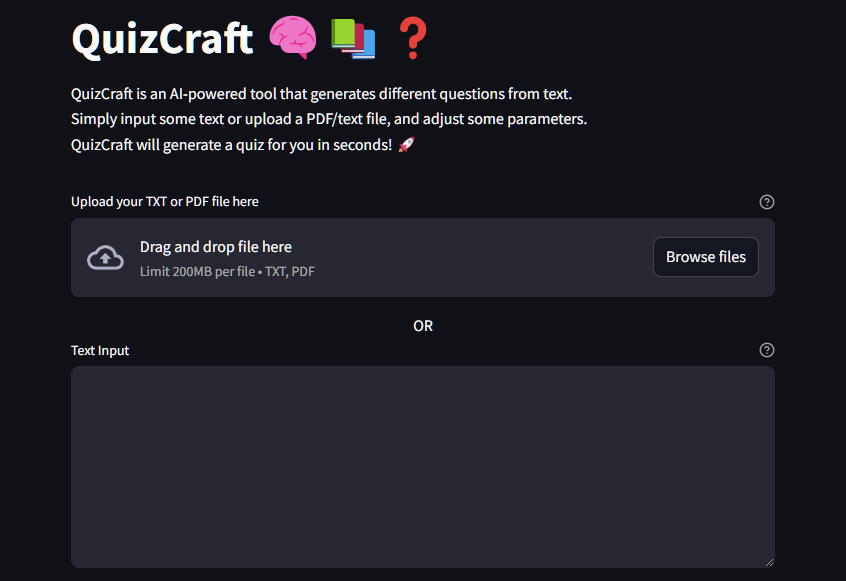 QuizCraft 🧠 📚 ❓
QuizCraft is an AI-powered tool that generates different questions from text.
Simply input some text or upload a PDF/text file, and adjust some parameters.
QuizCraft will generate a quiz for you in seconds! 🚀
Upload your TXT or PDF file here
Drag and drop file here
Limit 200MB per file • TXT, PDF
Browse files
OR
Text Input